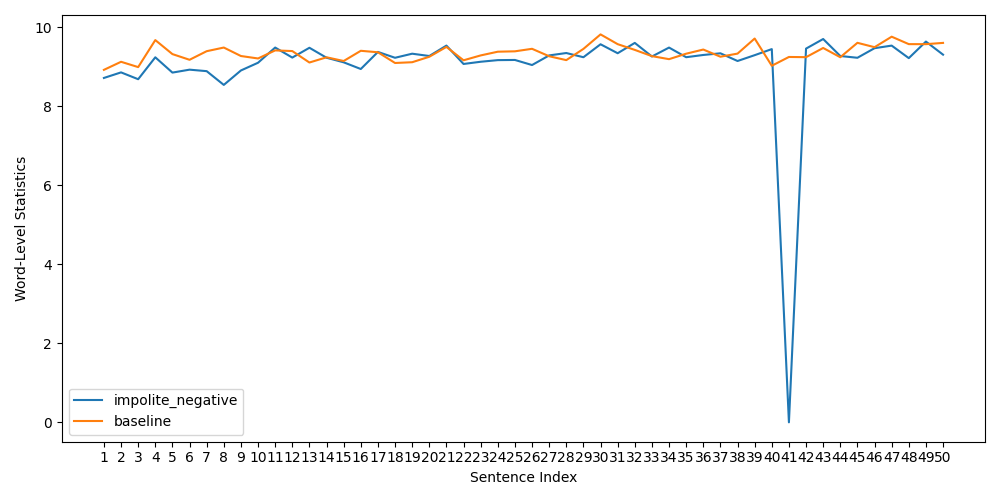 10
8
6
4
2
0
Word-Level Statistics
impolite_negative
baseline
1 2 3 4 5 6 7 8 9 10 11 12 13 14 15 16 17 18 19 20 21 22 23 24 25 26 27 28 29 30 31 32 33 34 35 36 37 38 39 40 41 42 43 44 45 46 47 48 49 50
Sentence Index